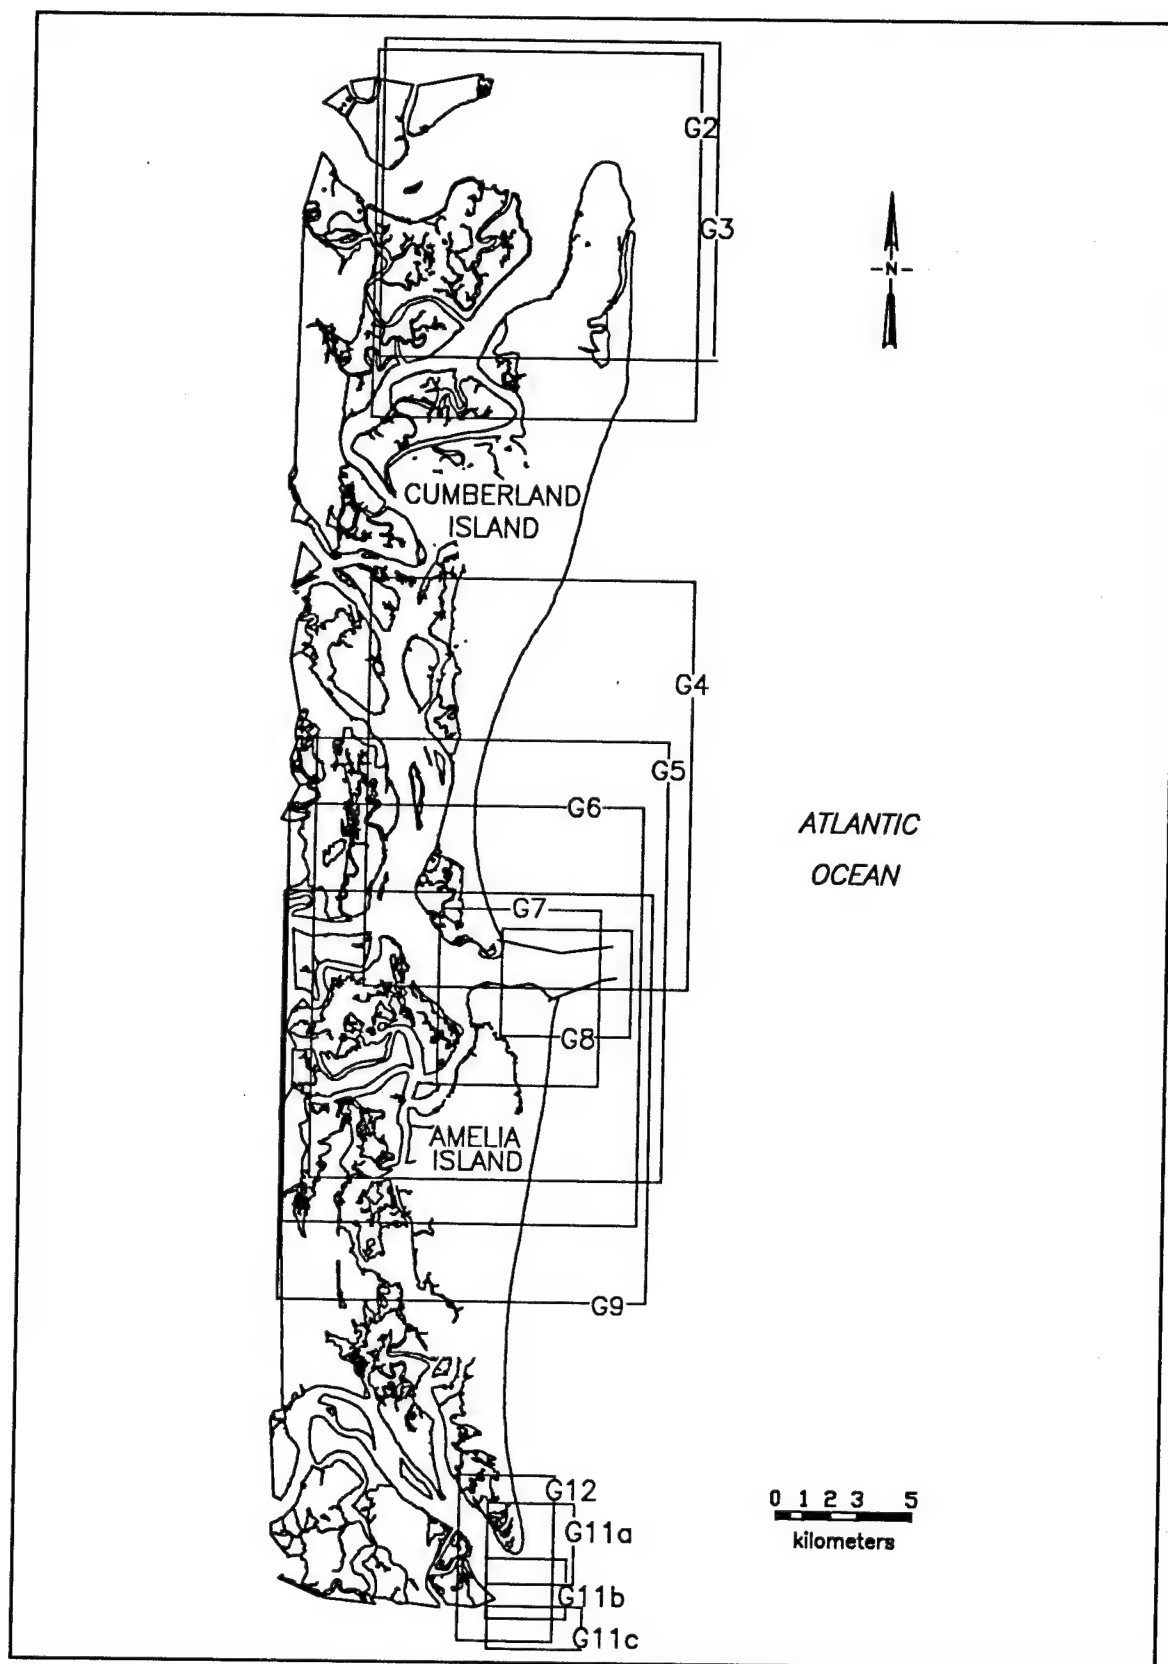 G2
G3
-N-
CUMBERLAND
ISLAND
G4
G5
G6
ATLANTIC
OCEAN
G7
G8
AMELIA
ISLAND
G9
G12
0 1 2 3 5
kilometers
G11a
G11b
G11c